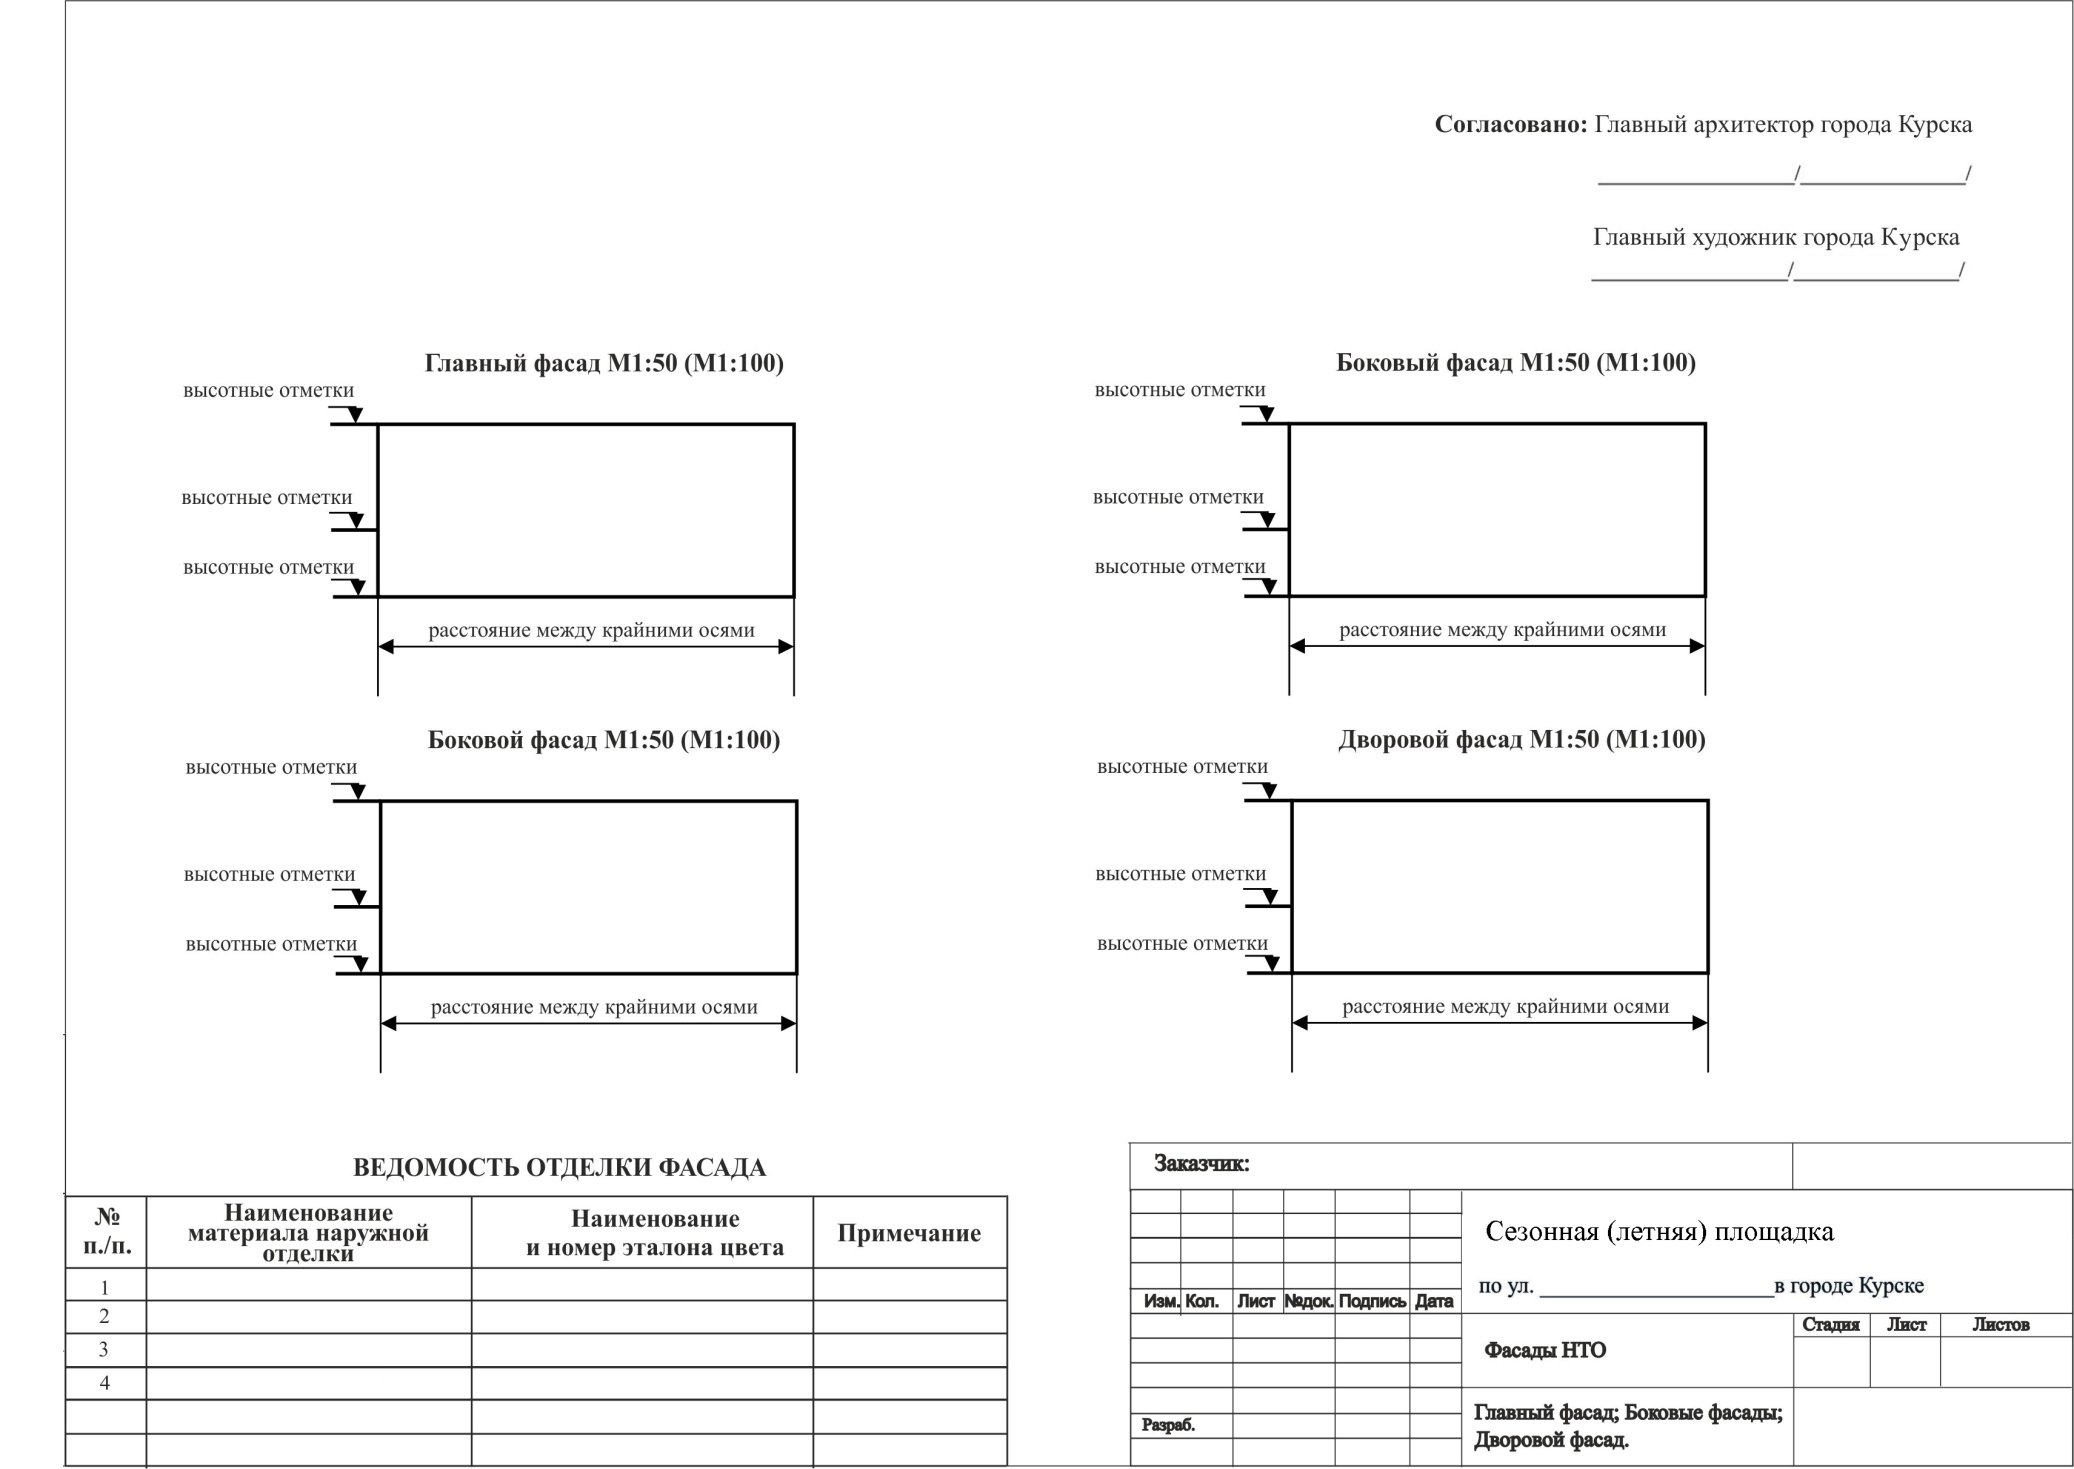 Согласовано: Главный архитектор города Курска
_______________/_____________/
Главный художник города Курска
_______________/_____________/
Главный фасад М1:50 (М1:100)
высотные отметки
высотные отметки
высотные отметки
расстояние между крайними осями
Боковый фасад М1:50 (М1:100)
высотные отметки
высотные отметки
высотные отметки
расстояние между крайними осями
Боковой фасад М1:50 (М1:100)
высотные отметки
высотные отметки
высотные отметки
расстояние между крайними осями
Дворовой фасад М1:50 (М1:100)
высотные отметки
высотные отметки
высотные отметки
расстояние между крайними осями
ВЕДОМОСТЬ ОТДЕЛКИ ФАСАДА
№
п./п.
Наименование
материала наружной
отделки
Наименование
и номер эталона цвета
Примечание
1
2
3
4
Заказчик:
Изм. Кол. Лист №док. Подпись Дата
Разраб.
Сезонная (летняя) площадка
по ул. ____________________в городе Курске
Фасады НТО
Стадия Лист Листов
Главный фасад; Боковые фасады;
Дворовой фасад.